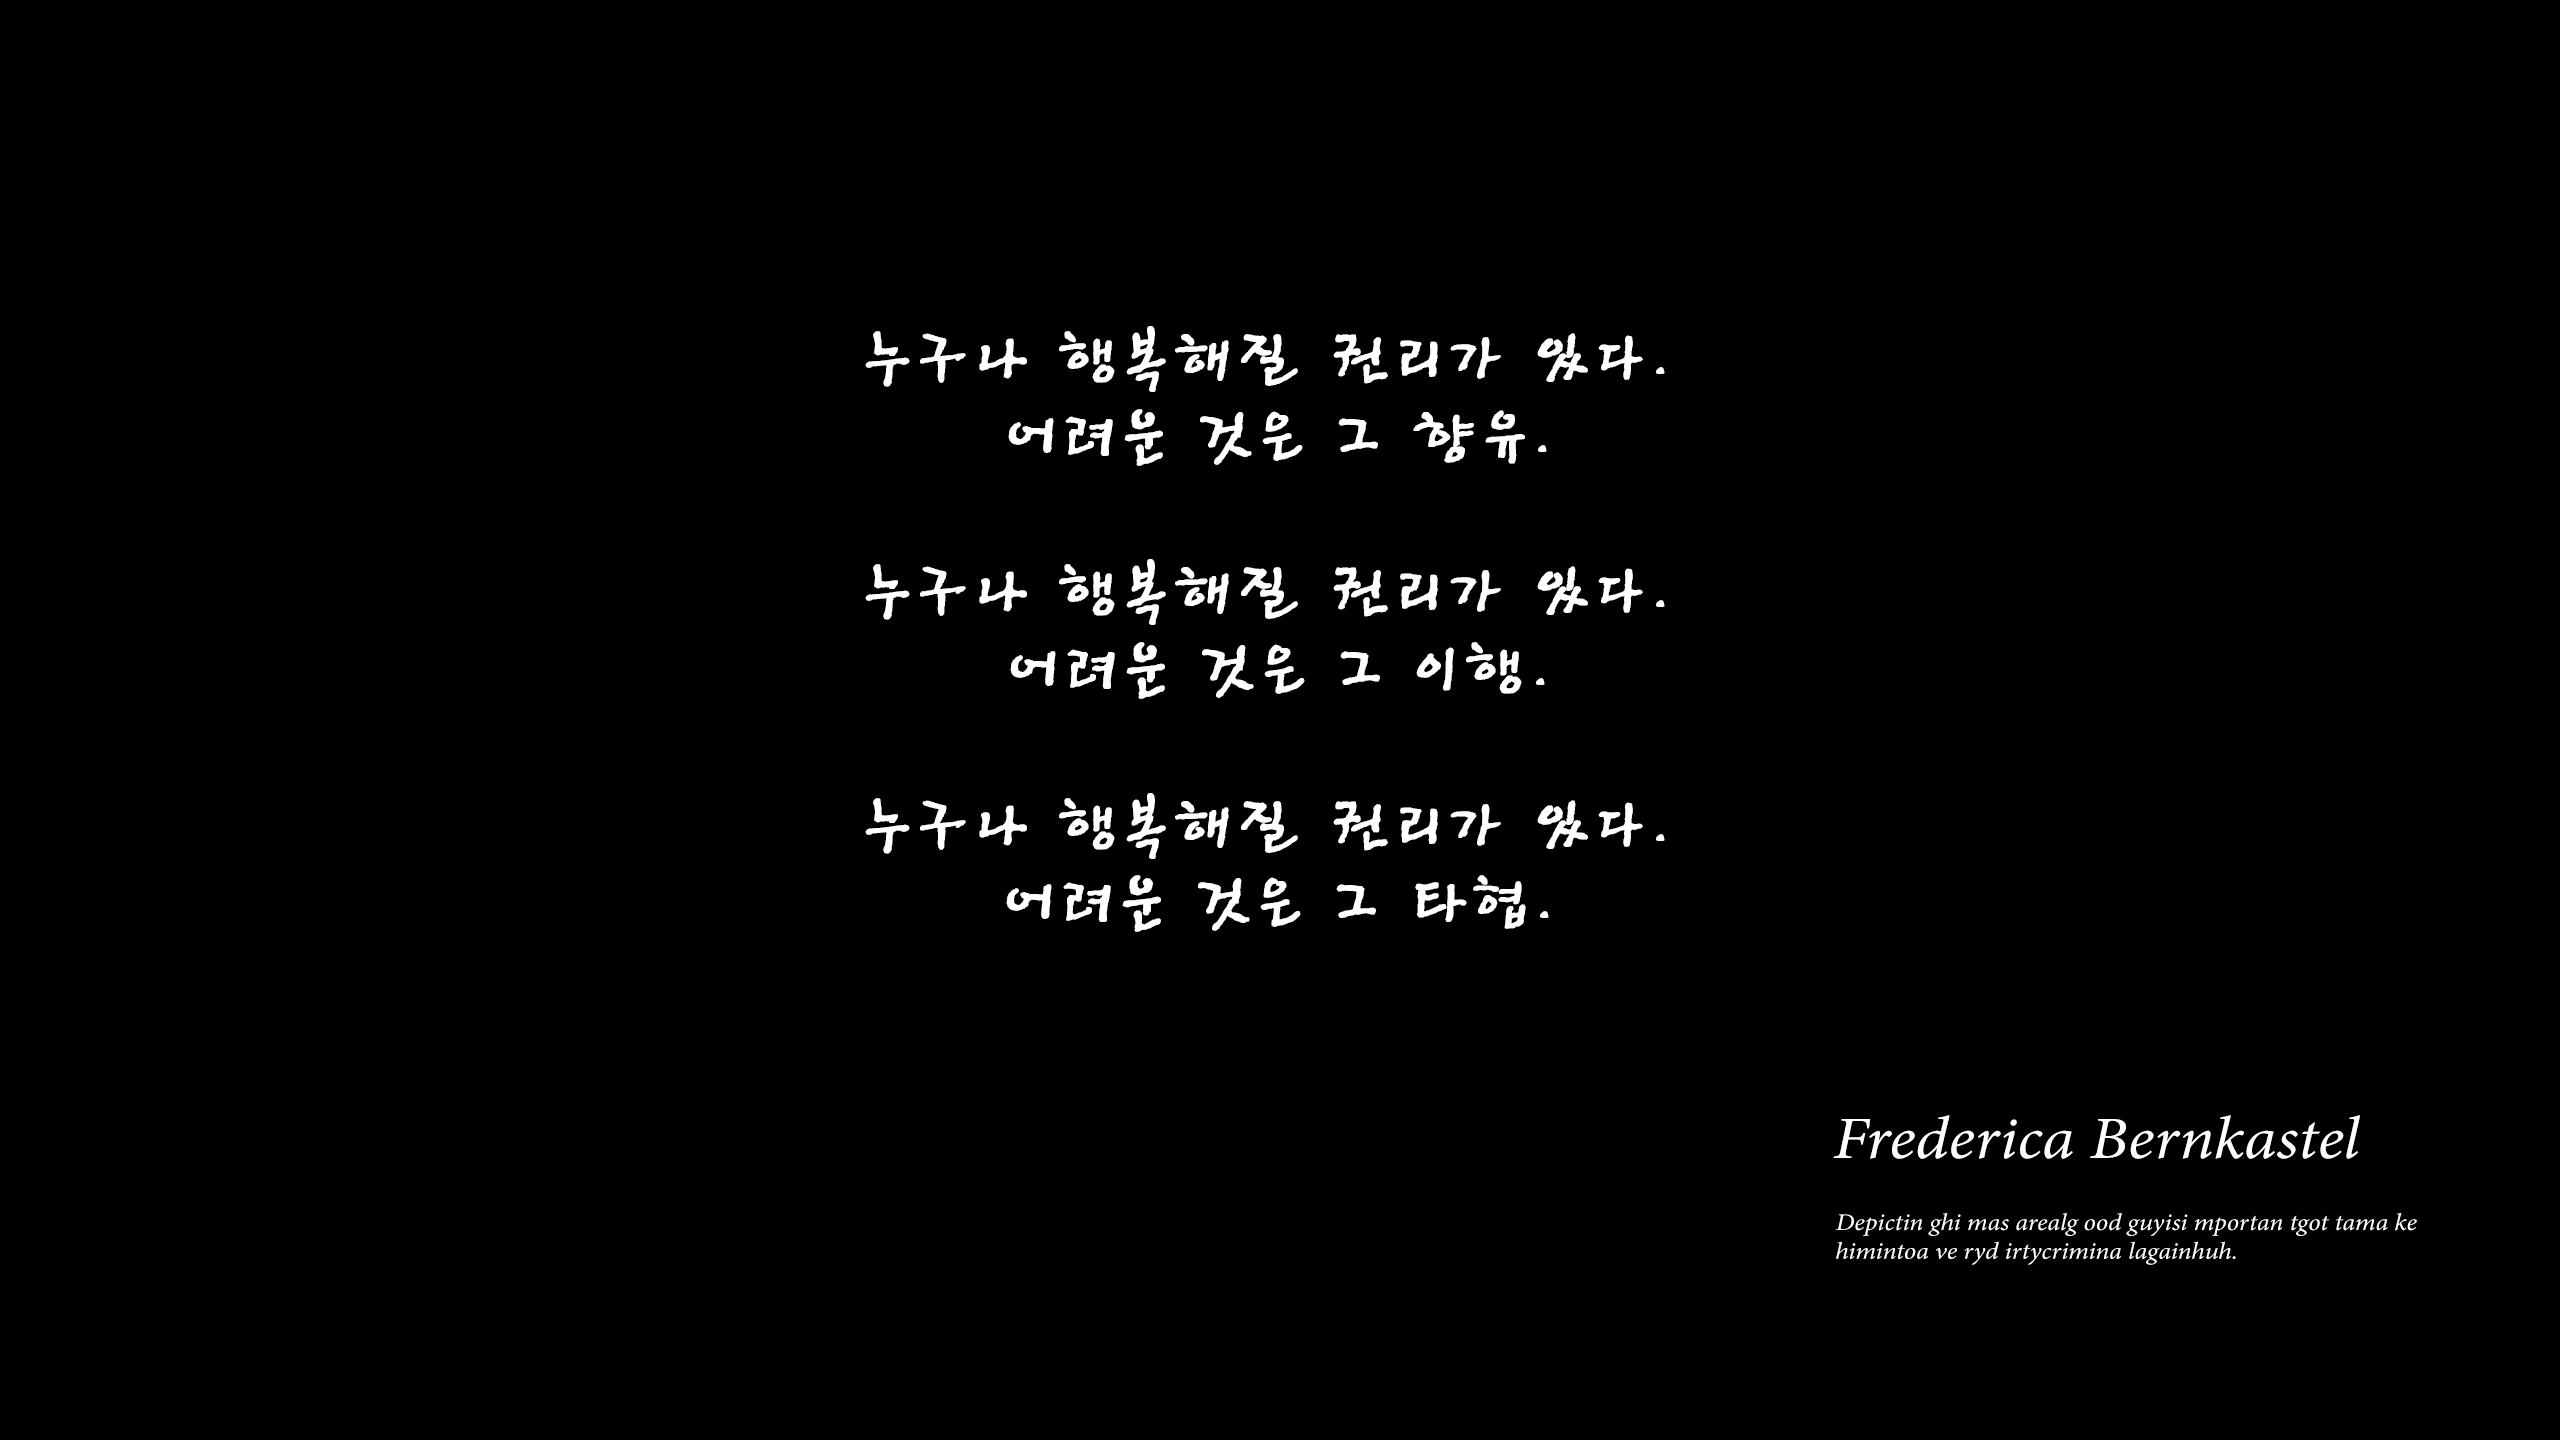 누구나 행복해질 권리가 있다.
어려운 것은 그 향유.
누구나 행복해질 권리가 있다.
어려운 것은 그 이행.
누구나 행복해질 권리가 있다.
어려운 것은 그 타협.
Frederica Bernkastel
Depictin ghi mas arealg ood guyisi mportan tgot tama ke
himintoa ve ryd irtycrimina lagainhuh.